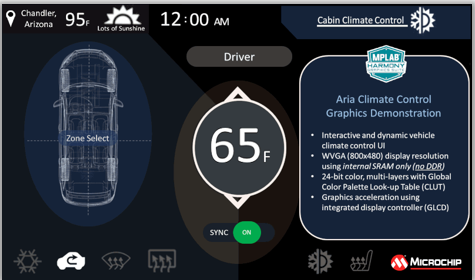 Chandler,
Arizona
95F
Lots of Sunshine
12:00 AM
Cabin Climate Control
Driver
Zone Select
65F
SYNC
ON
MPLAB®
HARMONY
GRAPHICS SUITE
Aria Climate Control
Graphics Demonstration
• Interactive and dynamic vehicle
climate control UI
• WVGA (800x480) display resolution
using internal SRAM only (no DDR)
• 24-bit color, multi-layers with Global
Color Palette Look-up Table (CLUT)
• Graphics acceleration using
integrated display controller (GLCD)
MICROCHIP